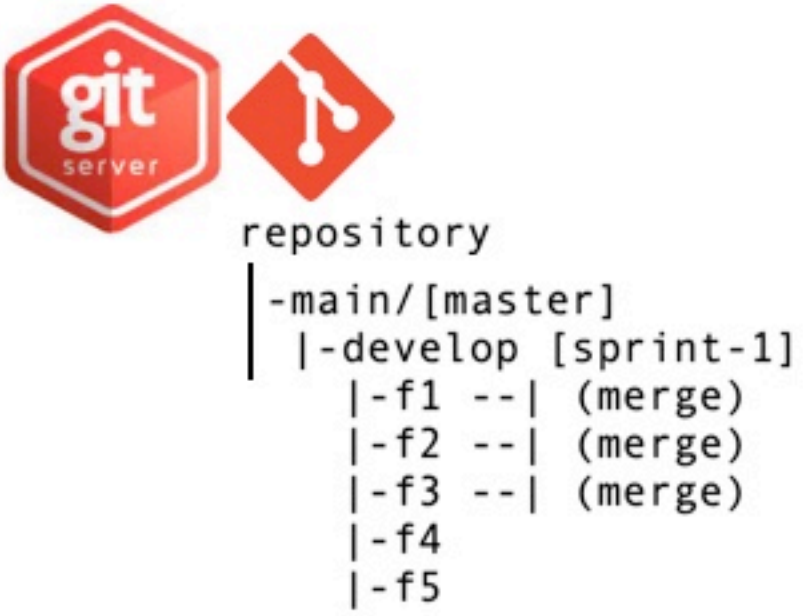 git
server
repository
-main/[master]
|-develop [sprint-1]
|-f1 --| (merge)
|-f2 --| (merge)
|-f3 --| (merge)
|-f4
|-f5